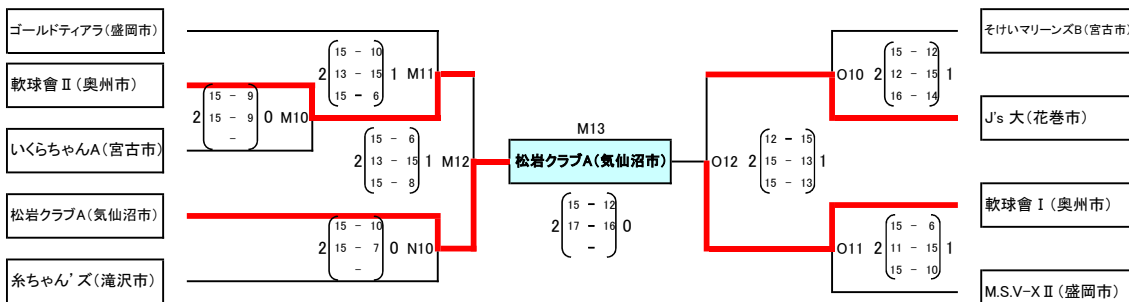 ゴールドティアラ(盛岡市)
軟球會Ⅱ(奥州市)
いくらちゃんA(宮古市)
松岩クラブA(気仙沼市)
糸ちゃん’ズ(滝沢市)
2 15 - 9 0 M10
15 - 9
-
2 15 - 10 1 M11
13 - 15
15 - 6
2 15 - 6 1 M12
13 - 15
15 - 8
2 15 - 10 0 N10
15 - 7
-
M13
松岩クラブA(気仙沼市)
2 15 - 12 0
17 - 16
-
O12 2 12 - 15 1
15 - 13
15 - 13
O10 2 15 - 12 1
12 - 15
16 - 14
O11 2 15 - 6 1
11 - 15
15 - 10
そけいマリーンズB(宮古市)
J's 大(花巻市)
軟球會Ⅰ(奥州市)
M.S.V-XⅡ(盛岡市)